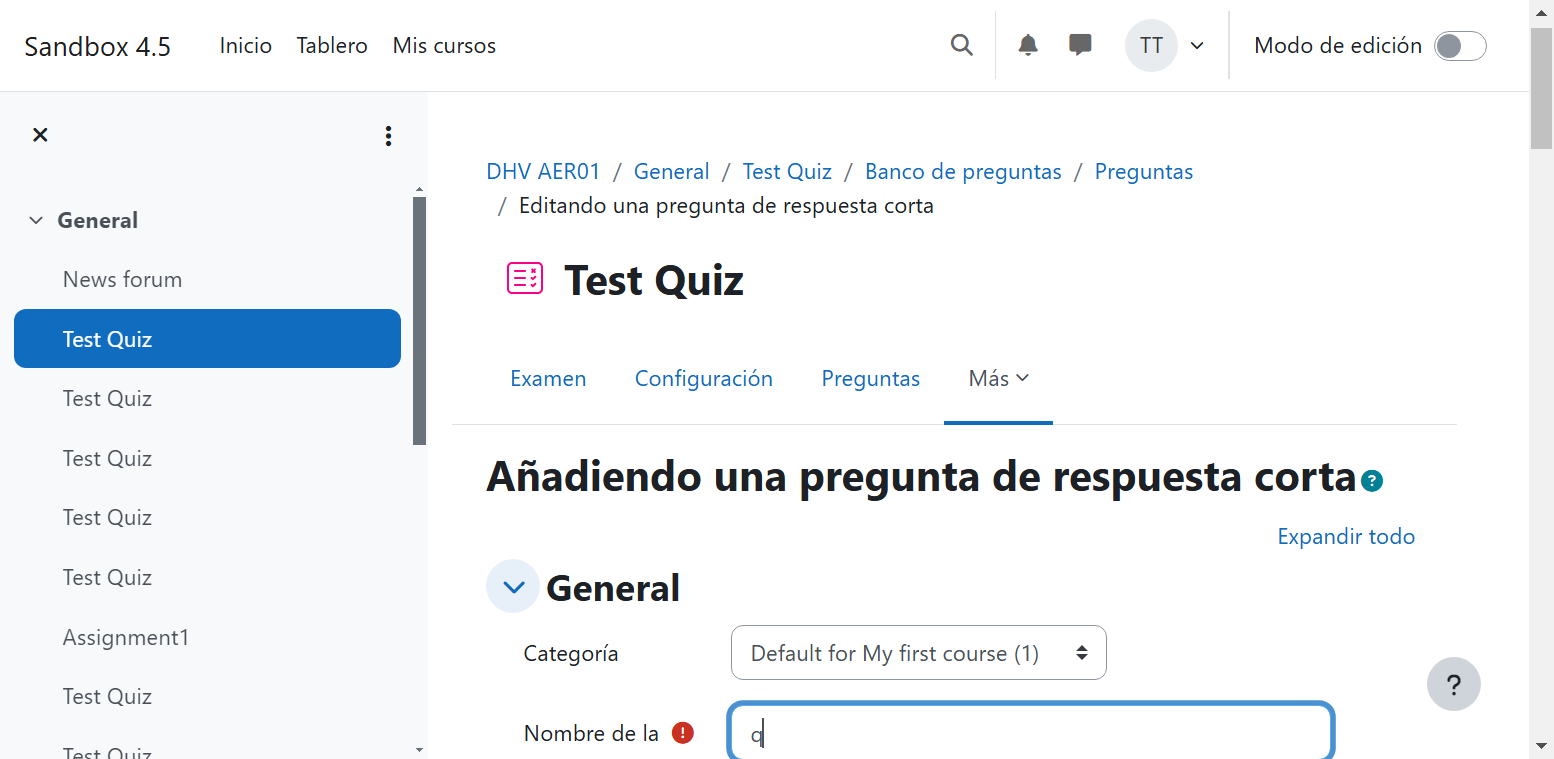 Sandbox 4.5 Inicio Tablero Mis cursos TT Modo de edición
General
News forum
Test Quiz
Test Quiz
Test Quiz
Test Quiz
Test Quiz
Assignment1
Test Quiz
Test Quiz
DHV AER01 / General / Test Quiz / Banco de preguntas / Preguntas
/ Editando una pregunta de respuesta corta
Test Quiz
Examen Configuración Preguntas Más
Añadiendo una pregunta de respuesta corta ?
Expandir todo
General
Categoría Default for My first course (1)
Nombre de la ! q
?